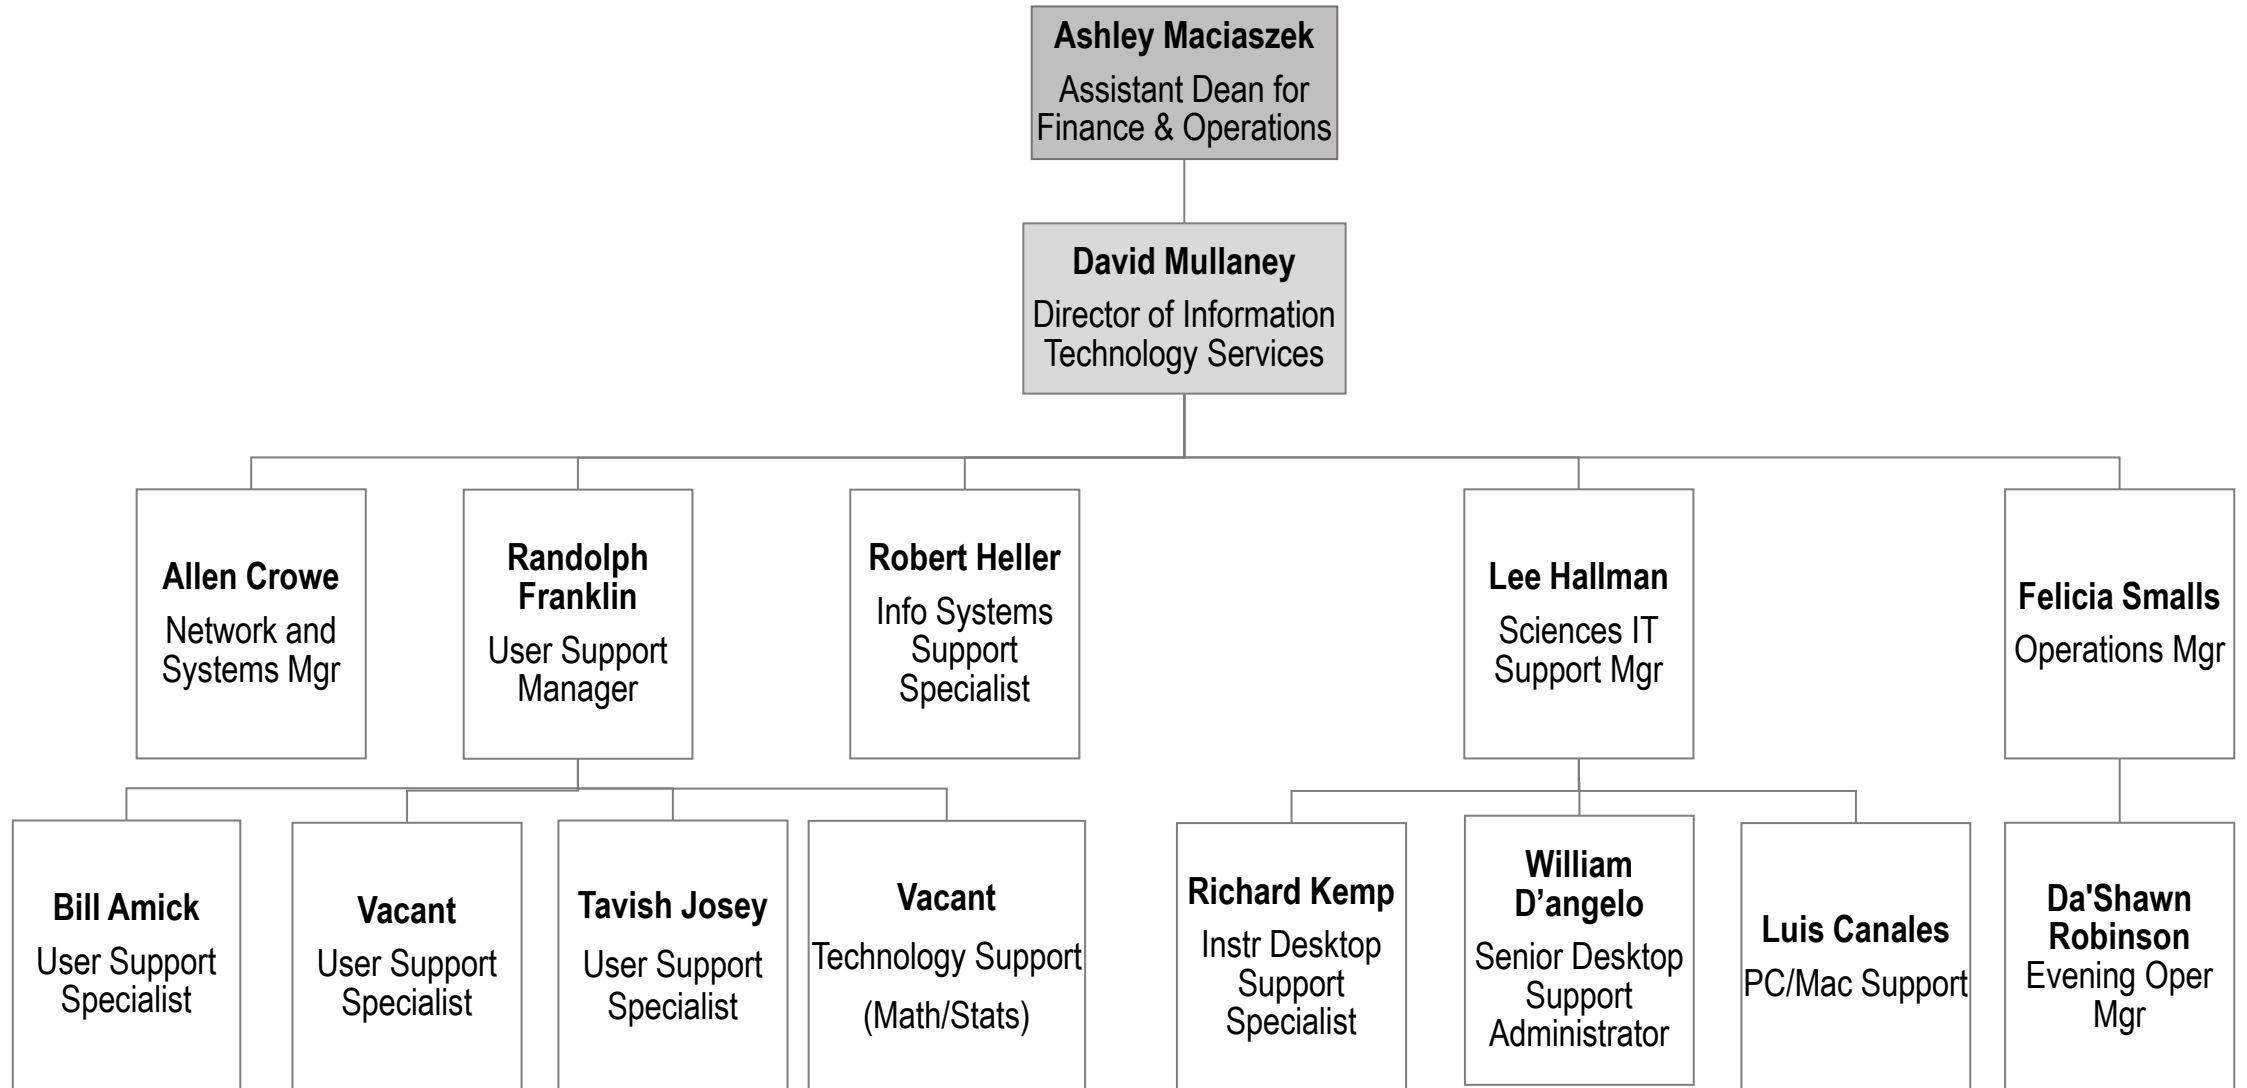 Ashley Maciaszek
Assistant Dean for
Finance & Operations
David Mullaney
Director of Information
Technology Services
Allen Crowe
Network and
Systems Mgr
Randolph
Franklin
User Support
Manager
Robert Heller
Info Systems
Support
Specialist
Lee Hallman
Sciences IT
Support Mgr
Felicia Smalls
Operations Mgr
Bill Amick
User Support
Specialist
Vacant
User Support
Specialist
Tavish Josey
User Support
Specialist
Vacant
Technology Support
(Math/Stats)
Richard Kemp
Instr Desktop
Support
Specialist
William
D’angelo
Senior Desktop
Support
Administrator
Luis Canales
PC/Mac Support
Da'Shawn
Robinson
Evening Oper
Mgr